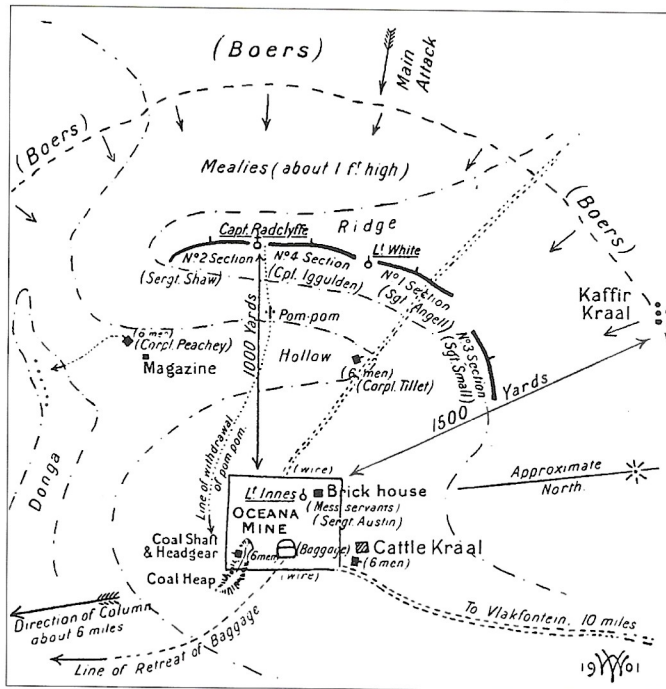 (Boers)
Main
Attack
(Boers)
(Boers)
Mealies (about 1 ft high)
Ridge
Capt. Radclyffe
Lt White
No 2 Section
(Sergt. Shaw)
No 4 Section
(Cpl. Iggulden)
No 1 Section
(Sgt. Angell)
No 3 Section
(Sgt. Small)
Kaffir
Kraal
1000 Yards
Pom-pom
(6 men)
(Corpl. Peachey)
Magazine
Hollow
(6 men)
(Corpl. Tillet)
1500 Yards
Donga
Line of withdrawal
of pom pom.
(wire)
Approximate
North.
Lt Innes
Brick house
(Mess. servants)
(Sergt. Austin)
OCEANA
MINE
Coal Shaft
& Headgear
(6 men)
(Baggage)
Cattle Kraal
(6 men)
Coal Heap
(wire)
Direction of Column
about 6 miles
Line of Retreat of Baggage
To Vlakfontein, 10 miles
1901